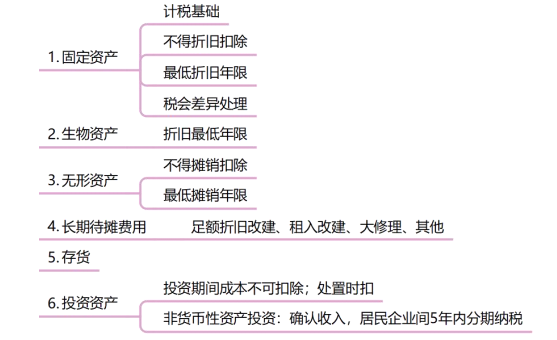 计税基础
不得折旧扣除
1. 固定资产
最低折旧年限
税会差异处理
2. 生物资产 折旧最低年限
不得摊销扣除
3. 无形资产
最低摊销年限
4. 长期待摊费用 足额折旧改建、租入改建、大修理、其他
5. 存货
投资期间成本不可扣除；处置时扣
6. 投资资产
非货币性资产投资：确认收入，居民企业间5年内分期纳税